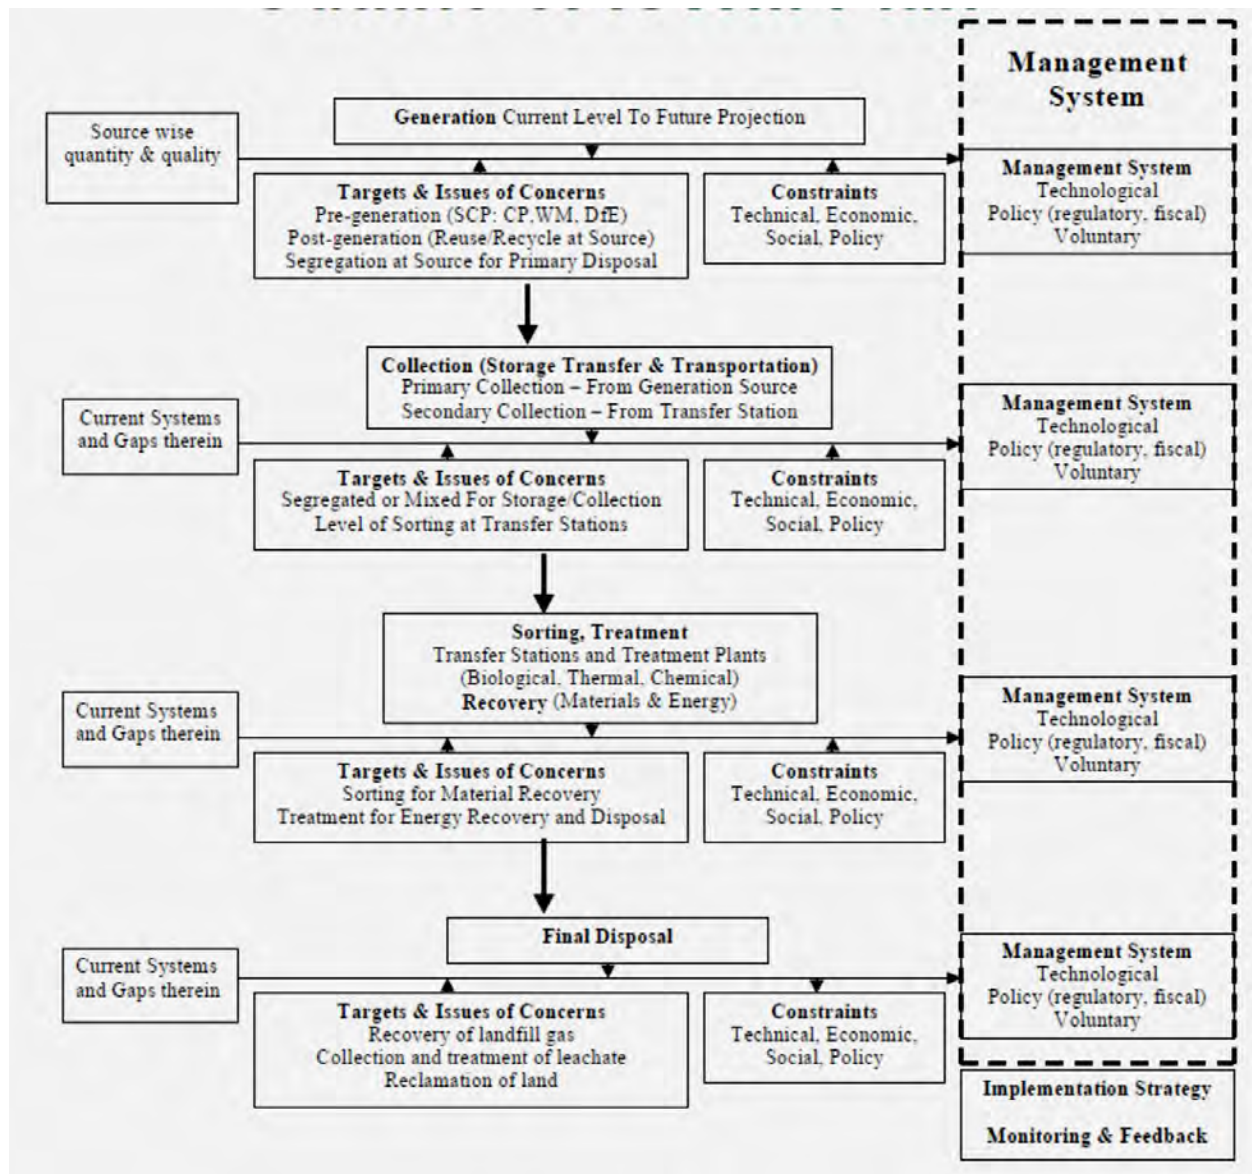 Management
System
Generation Current Level To Future Projection
Source wise
quantity & quality
Targets & Issues of Concerns
Pre-generation (SCP: CP,WM, DfE)
Post-generation (Reuse/Recycle at Source)
Segregation at Source for Primary Disposal
Constraints
Technical, Economic,
Social, Policy
Management System
Technological
Policy (regulatory, fiscal)
Voluntary
Collection (Storage Transfer & Transportation)
Primary Collection – From Generation Source
Secondary Collection – From Transfer Station
Current Systems
and Gaps therein
Targets & Issues of Concerns
Segregated or Mixed For Storage/Collection
Level of Sorting at Transfer Stations
Constraints
Technical, Economic,
Social, Policy
Management System
Technological
Policy (regulatory, fiscal)
Voluntary
Sorting, Treatment
Transfer Stations and Treatment Plants
(Biological, Thermal, Chemical)
Recovery (Materials & Energy)
Current Systems
and Gaps therein
Targets & Issues of Concerns
Sorting for Material Recovery
Treatment for Energy Recovery and Disposal
Constraints
Technical, Economic,
Social, Policy
Management System
Technological
Policy (regulatory, fiscal)
Voluntary
Final Disposal
Current Systems
and Gaps therein
Targets & Issues of Concerns
Recovery of landfill gas
Collection and treatment of leachate
Reclamation of land
Constraints
Technical, Economic,
Social, Policy
Management System
Technological
Policy (regulatory, fiscal)
Voluntary
Implementation Strategy
Monitoring & Feedback